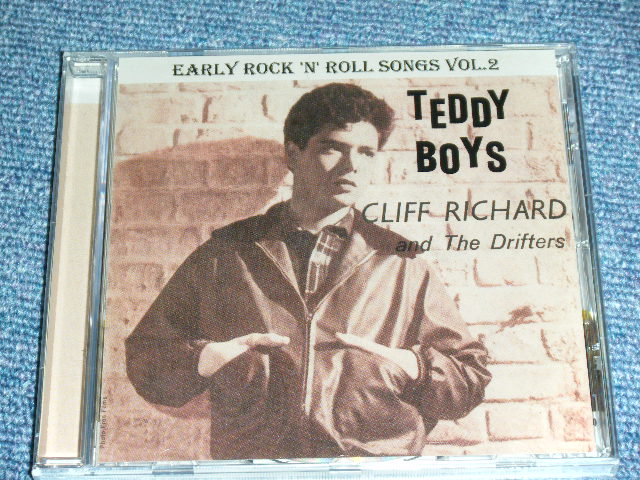 EARLY ROCK 'N' ROLL SONGS VOL.2
TEDDY
BOYS
CLIFF RICHARD
and The Drifters